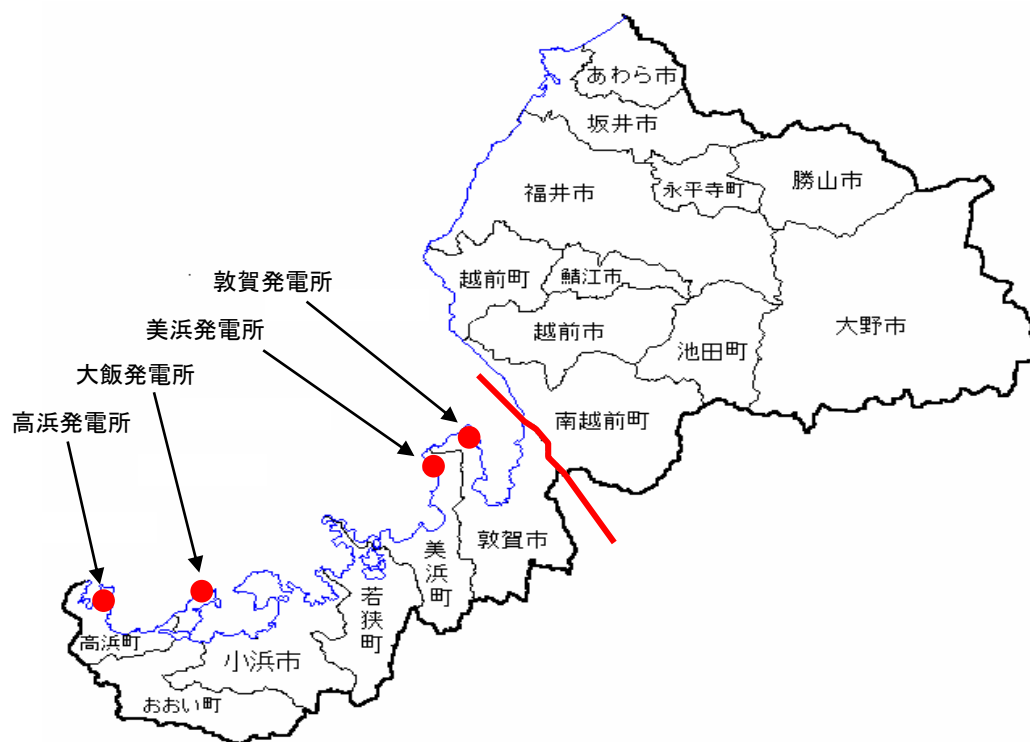 あわら市
坂井市
勝山市
永平寺町
福井市
越前町
鯖江市
敦賀発電所
大野市
美浜発電所
越前市
池田町
大飯発電所
高浜発電所
南越前町
敦賀市
美浜町
若狭町
高浜町
小浜市
おおい町